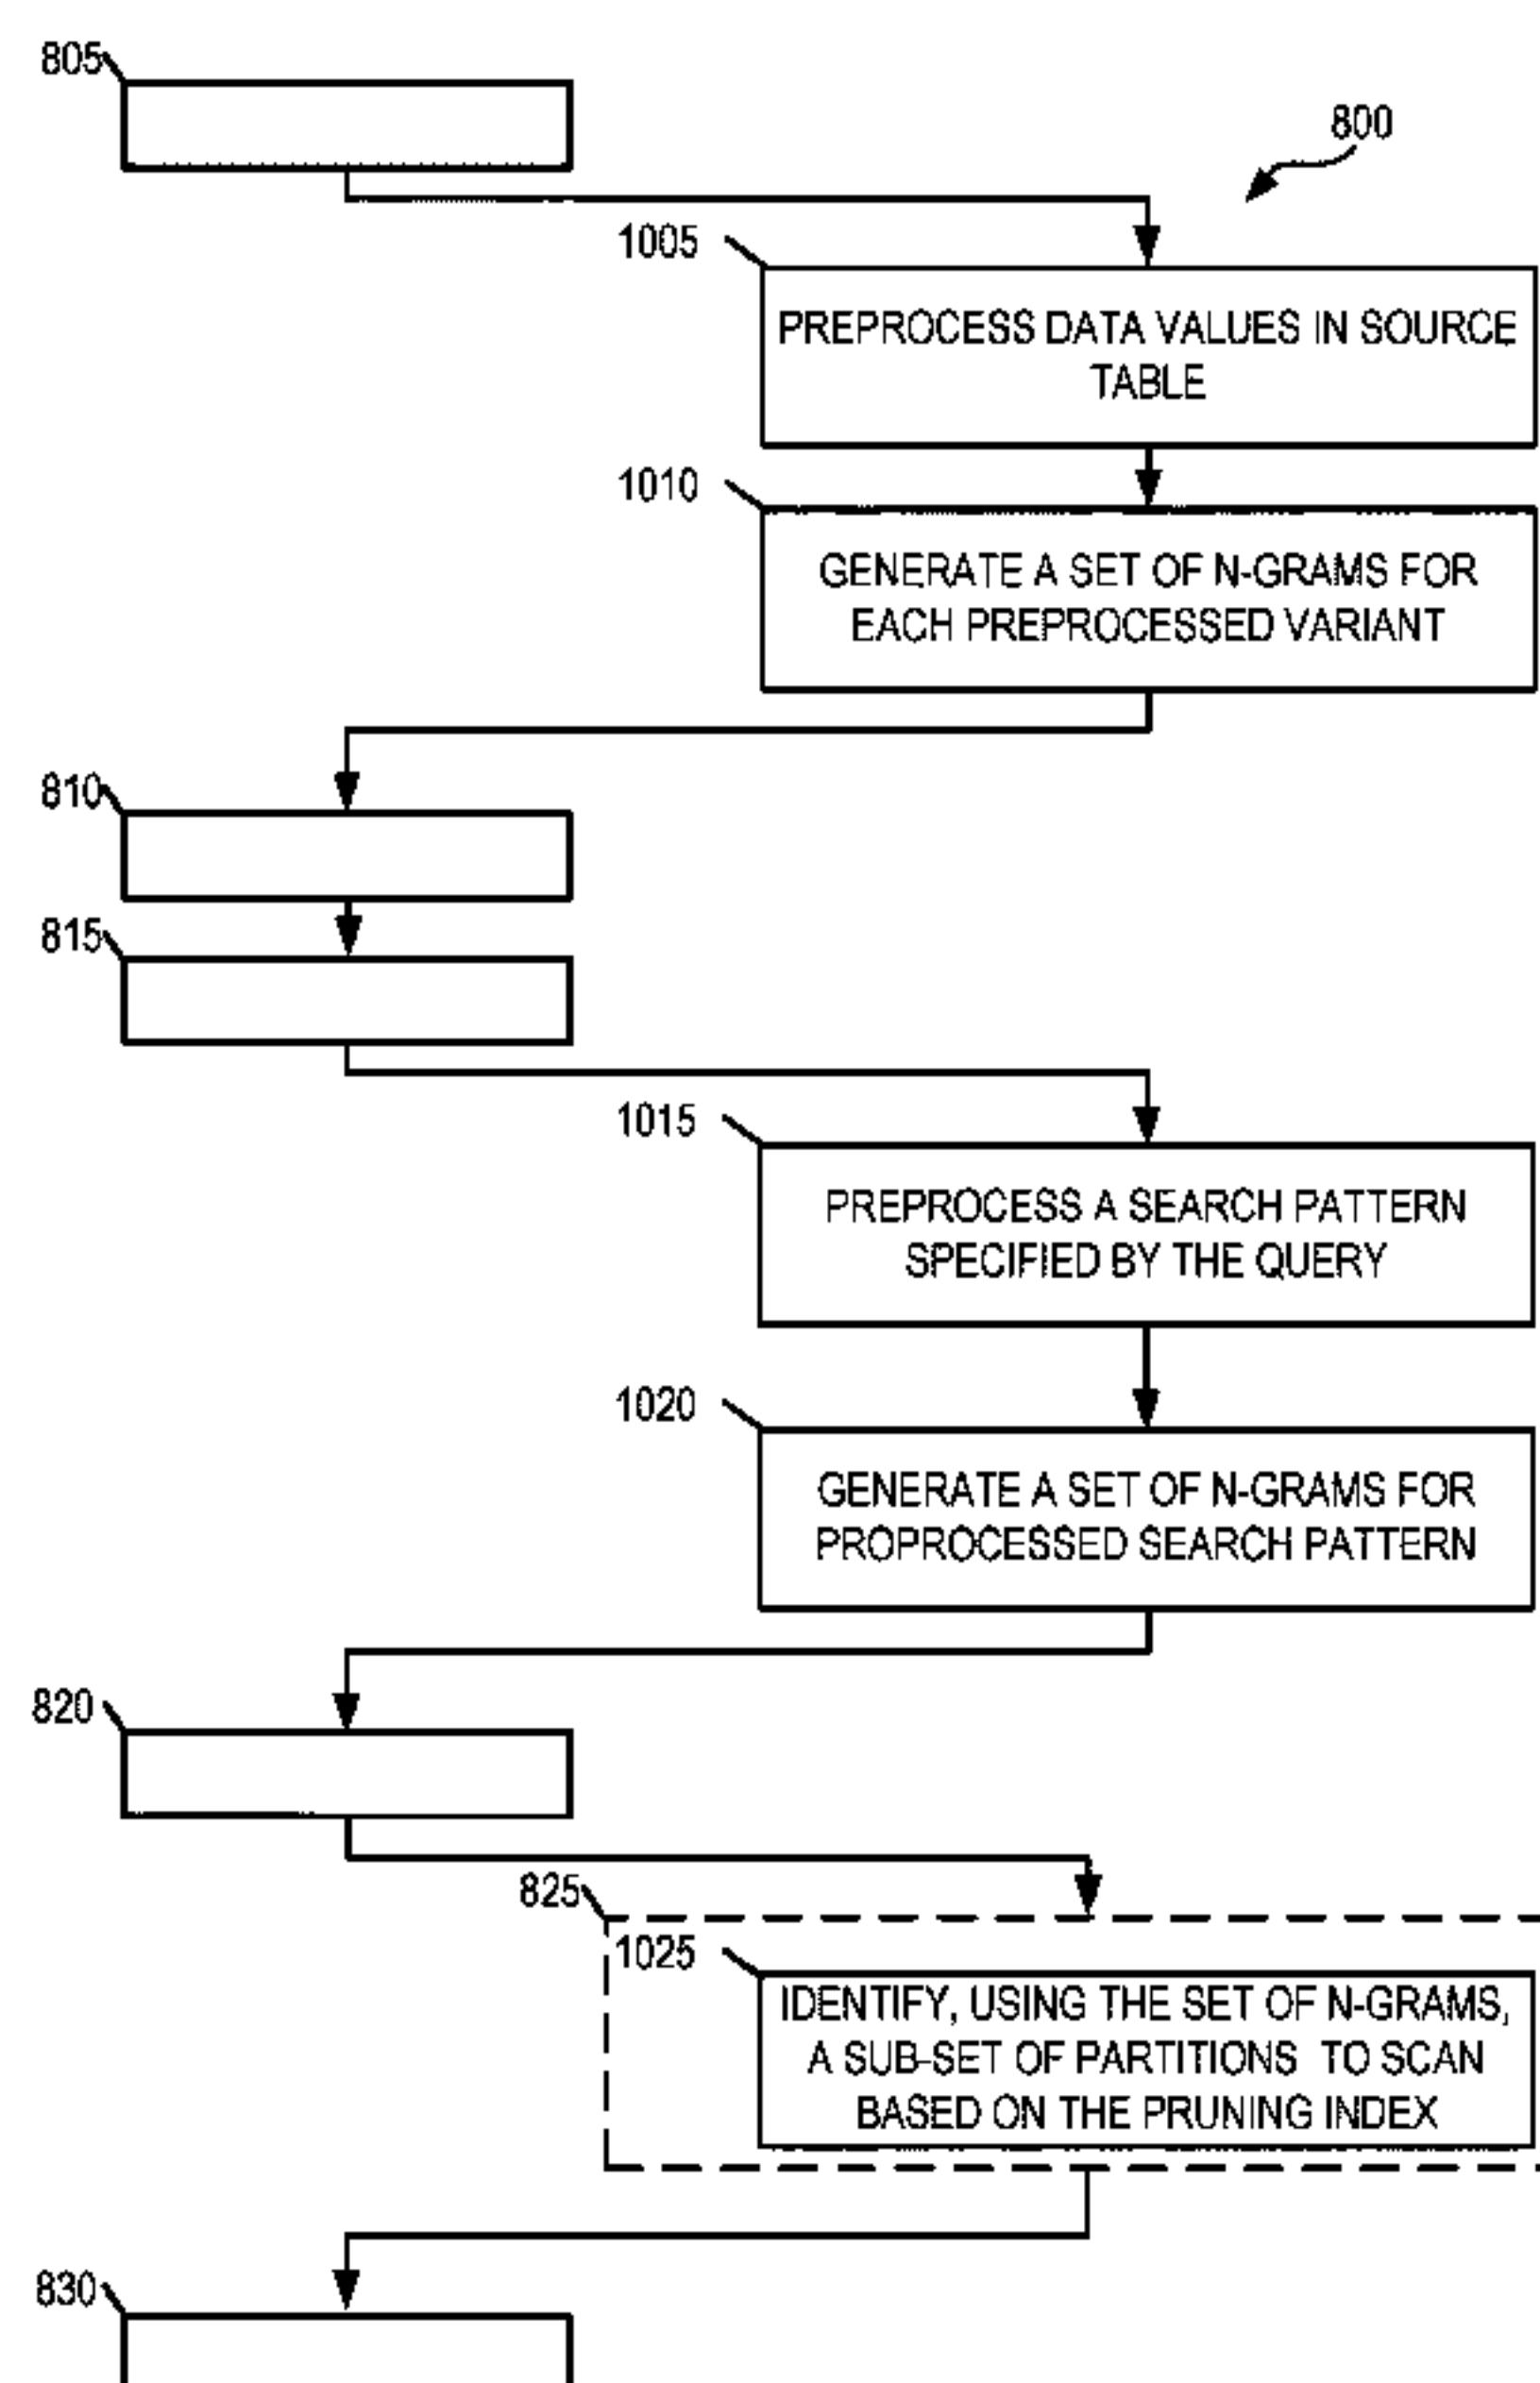 805
800
1005
PREPROCESS DATA VALUES IN SOURCE
TABLE
1010
GENERATE A SET OF N-GRAMS FOR
EACH PREPROCESSED VARIANT
810
815
1015
PREPROCESS A SEARCH PATTERN
SPECIFIED BY THE QUERY
1020
GENERATE A SET OF N-GRAMS FOR
PROPROCESSED SEARCH PATTERN
820
825
1025
IDENTIFY, USING THE SET OF N-GRAMS,
A SUB-SET OF PARTITIONS TO SCAN
BASED ON THE PRUNING INDEX
830